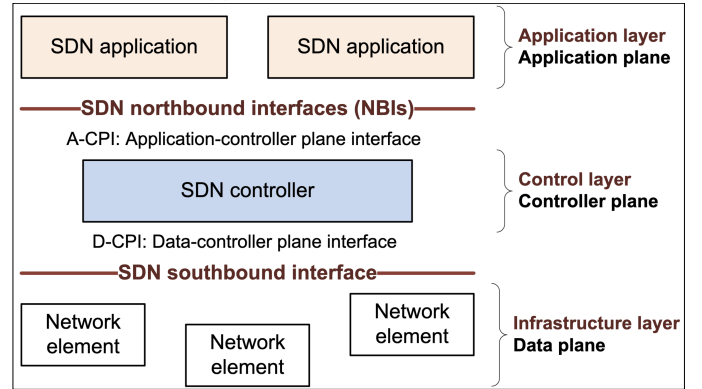 SDN application
SDN application
Application layer
Application plane
SDN northbound interfaces (NBIs)
A-CPI: Application-controller plane interface
SDN controller
Control layer
Controller plane
D-CPI: Data-controller plane interface
SDN southbound interface
Network
element
Network
element
Network
element
Infrastructure layer
Data plane